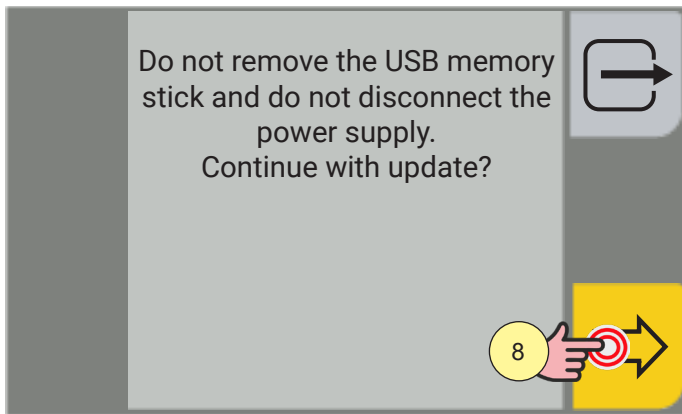 Do not remove the USB memory
stick and do not disconnect the
power supply.
Continue with update?
8